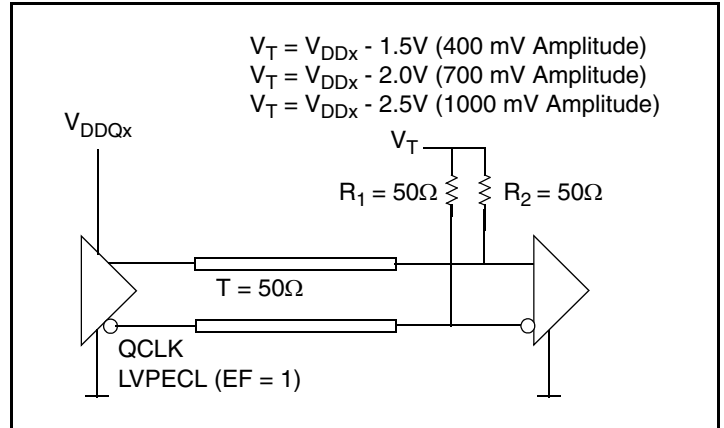 V_T = V_DDx - 1.5V (400 mV Amplitude)
V_T = V_DDx - 2.0V (700 mV Amplitude)
V_T = V_DDx - 2.5V (1000 mV Amplitude)
V_DDQx
V_T
R_1 = 50Ω
R_2 = 50Ω
T = 50Ω
QCLK
LVPECL (EF = 1)